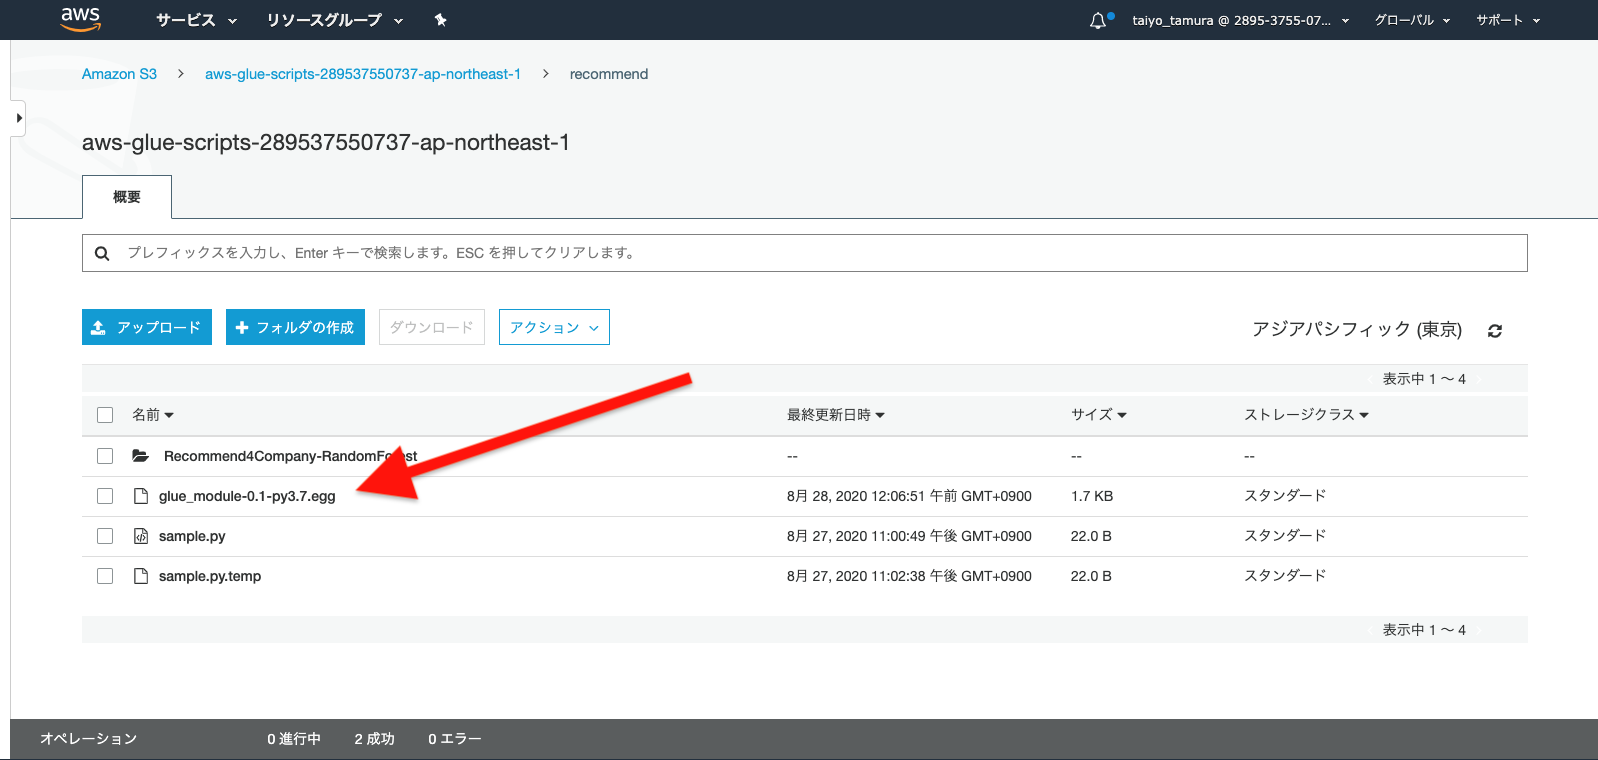 aws サービス リソースグループ taiyo_tamura @ 2895-3755-07... グローバル サポート
Amazon S3 > aws-glue-scripts-289537550737-ap-northeast-1 > recommend
aws-glue-scripts-289537550737-ap-northeast-1
概要
プレフィックスを入力し、Enter キーで検索します。ESC を押してクリアします。
アップロード + フォルダの作成 ダウンロード アクション アジアパシフィック (東京)
表示中 1 〜 4
名前 最終更新日時 サイズ ストレージクラス
Recommend4Company-RandomForest -- -- --
glue_module-0.1-py3.7.egg 8月 28, 2020 12:06:51 午前 GMT+0900 1.7 KB スタンダード
sample.py 8月 27, 2020 11:00:49 午後 GMT+0900 22.0 B スタンダード
sample.py.temp 8月 27, 2020 11:02:38 午後 GMT+0900 22.0 B スタンダード
表示中 1 〜 4
オペレーション 0 進行中 2 成功 0 エラー